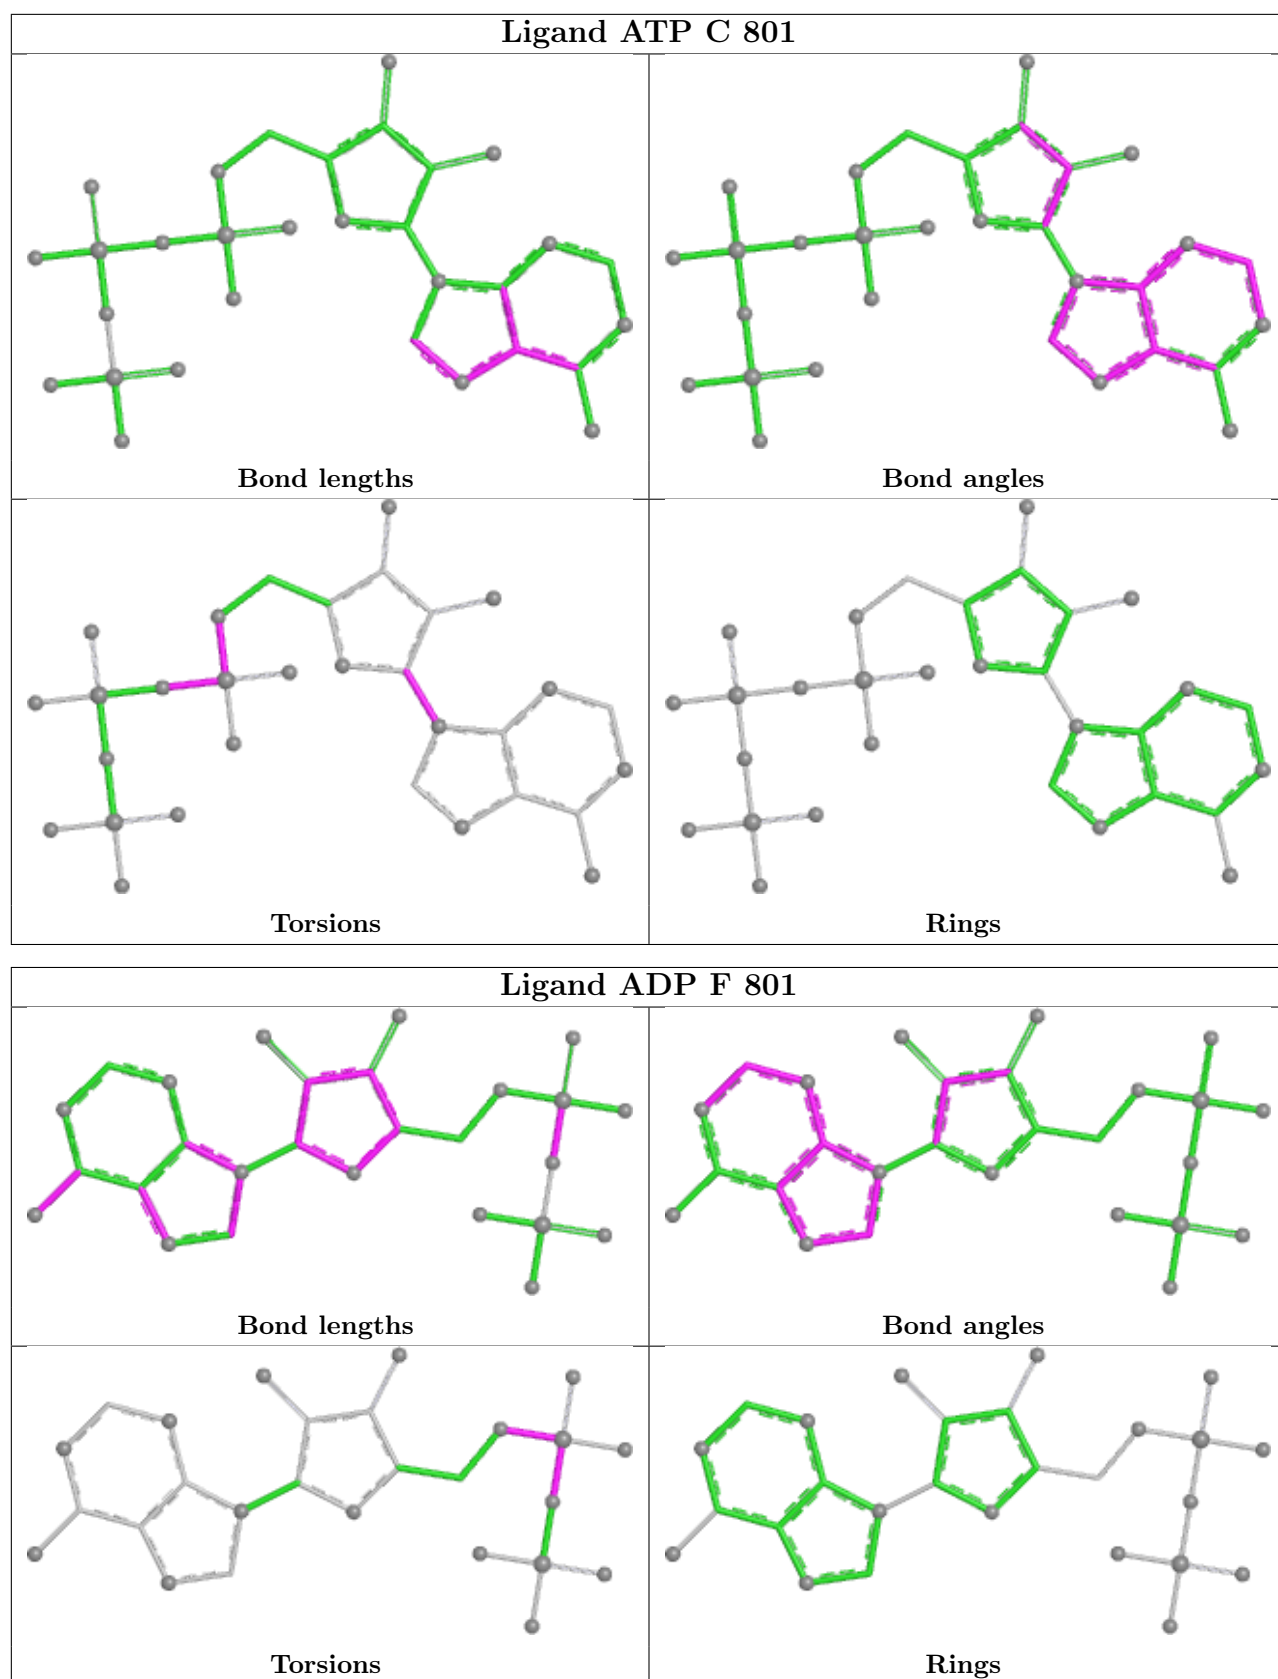 Ligand ATP C 801
Bond lengths
Bond angles
Torsions
Rings
Ligand ADP F 801
Bond lengths
Bond angles
Torsions
Rings